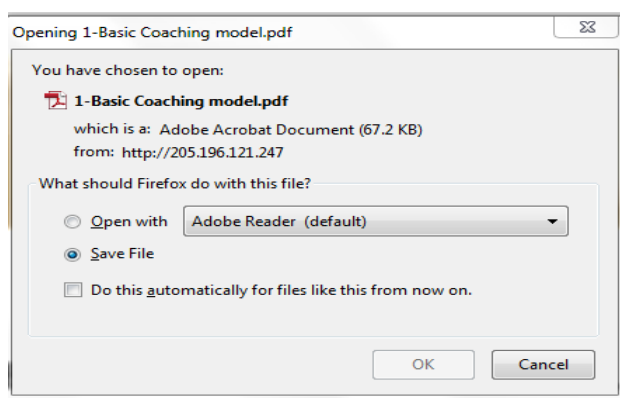 Opening 1-Basic Coaching model.pdf
You have chosen to open:
1-Basic Coaching model.pdf
which is a: Adobe Acrobat Document (67.2 KB)
from: http://205.196.121.247
What should Firefox do with this file?
Open with Adobe Reader (default)
Save File
Do this automatically for files like this from now on.
OK Cancel